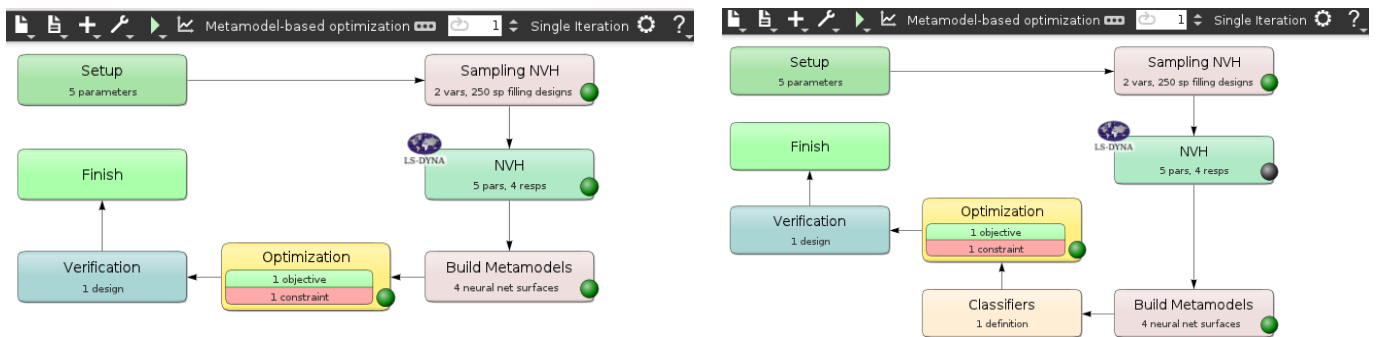 Metamodel-based optimization 1 Single Iteration ?
Setup
5 parameters
Sampling NVH
2 vars, 250 sp filling designs
LS-DYNA
NVH
5 pars, 4 resps
Finish
Verification
1 design
Optimization
1 objective
1 constraint
Build Metamodels
4 neural net surfaces
Metamodel-based optimization 1 Single Iteration ?
Setup
5 parameters
Sampling NVH
2 vars, 250 sp filling designs
Finish
LS-DYNA
NVH
5 pars, 4 resps
Verification
1 design
Optimization
1 objective
1 constraint
Classifiers
1 definition
Build Metamodels
4 neural net surfaces